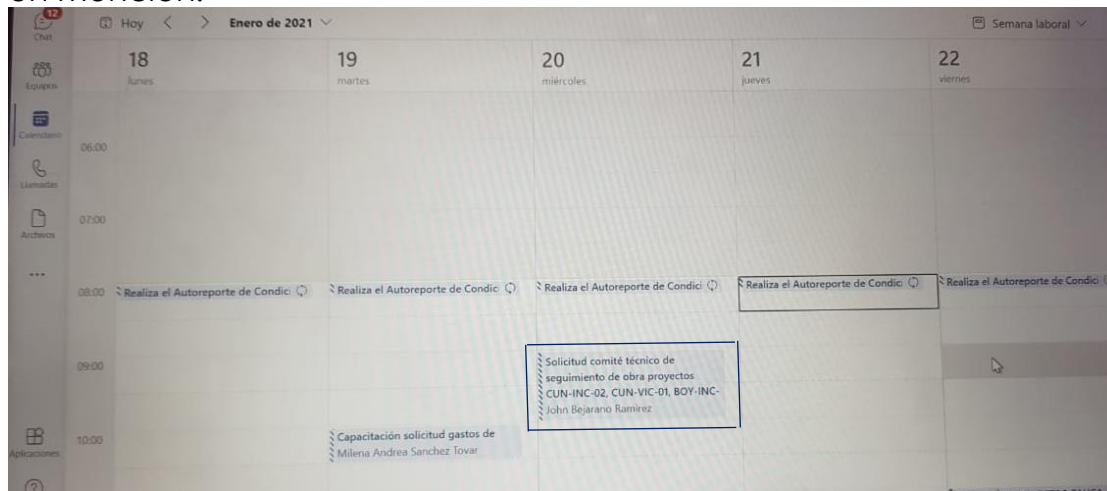 12
Chat
Hoy < > Enero de 2021
Semana laboral
18
lunes
19
martes
20
miércoles
21
jueves
22
viernes
Equipos
Calendario
Llamadas
Archivos
...
Aplicaciones
06:00
07:00
08:00
Realiza el Autoreporte de Condic
Realiza el Autoreporte de Condic
Realiza el Autoreporte de Condici
Realiza el Autoreporte de Condici
Realiza el Autoreporte de Condici
09:00
Solicitud comité técnico de
seguimiento de obra proyectos
CUN-INC-02, CUN-VIC-01, BOY-INC-
John Bejarano Ramirez
10:00
Capacitación solicitud gastos de
Milena Andrea Sanchez Tovar